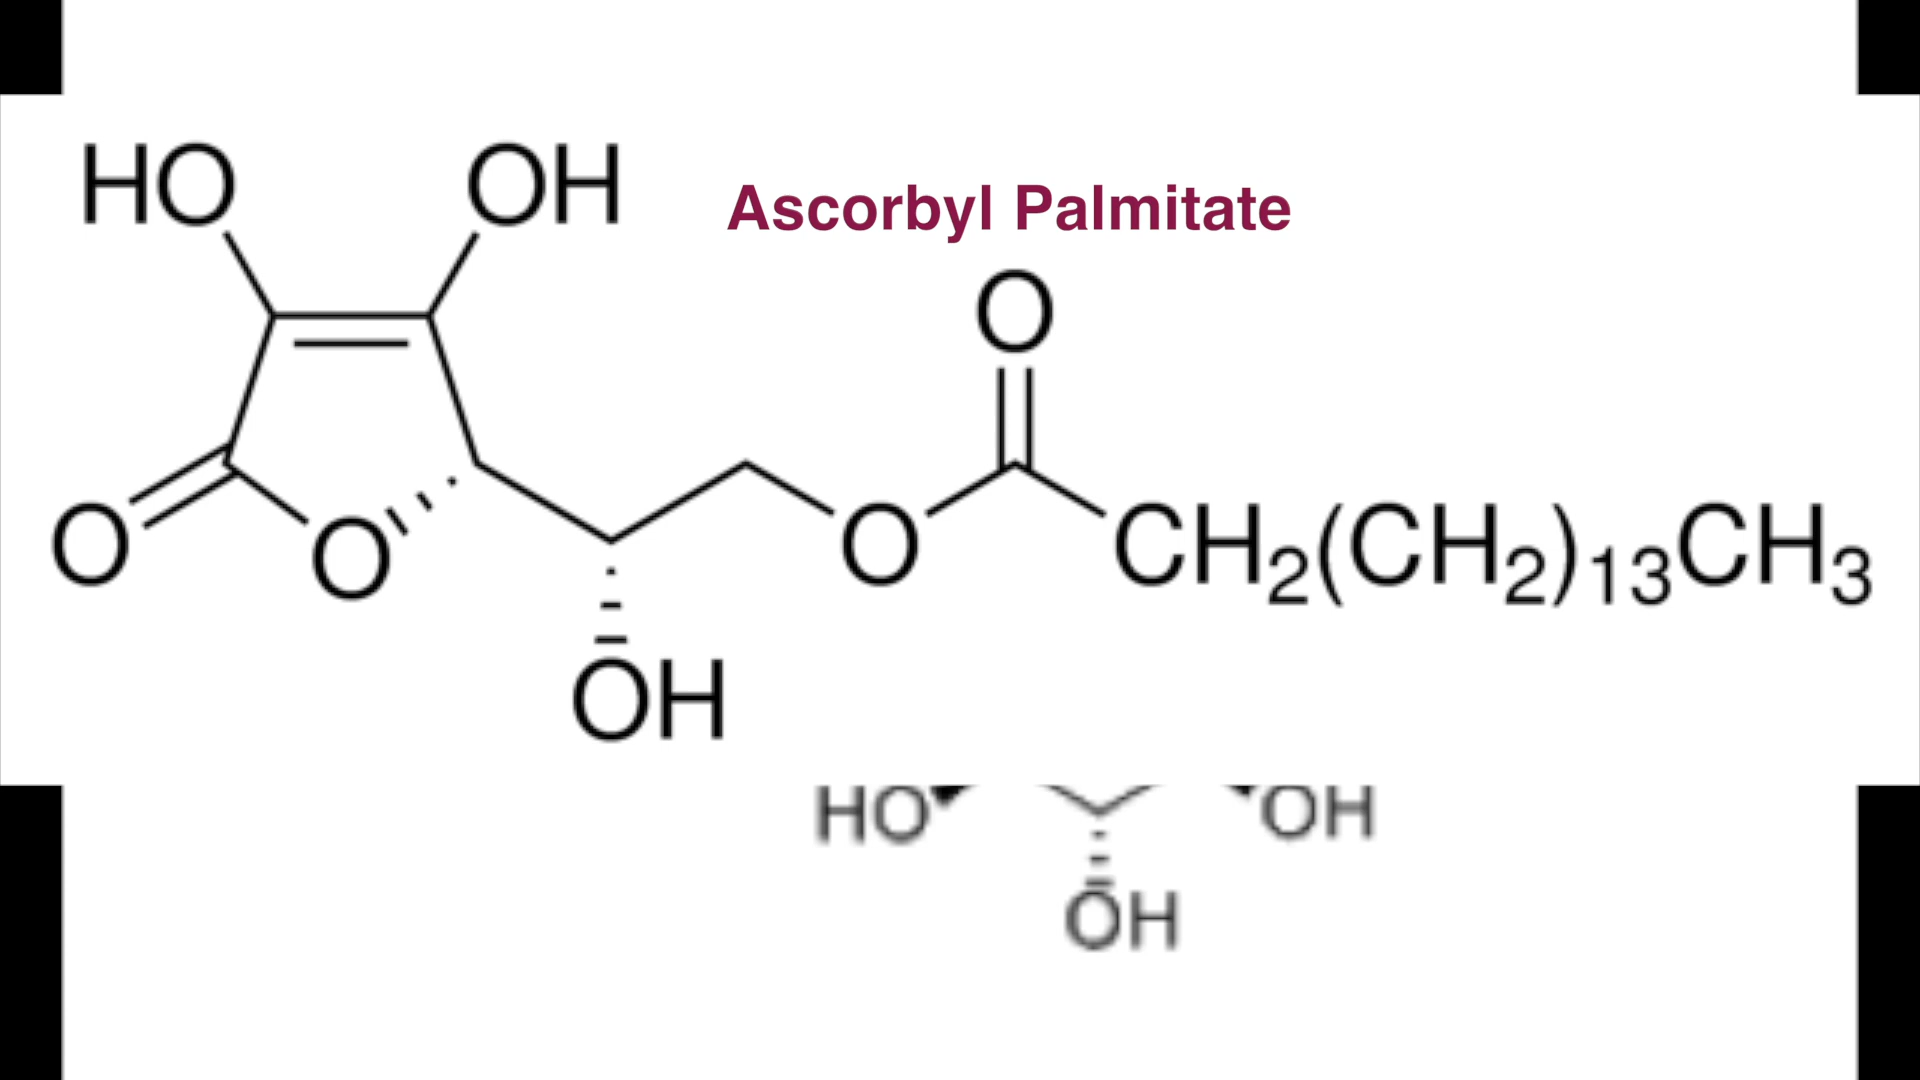 HO OH
Ascorbyl Palmitate
O
O O O CH₂(CH₂)₁₃CH₃
OH
HO OH
OH